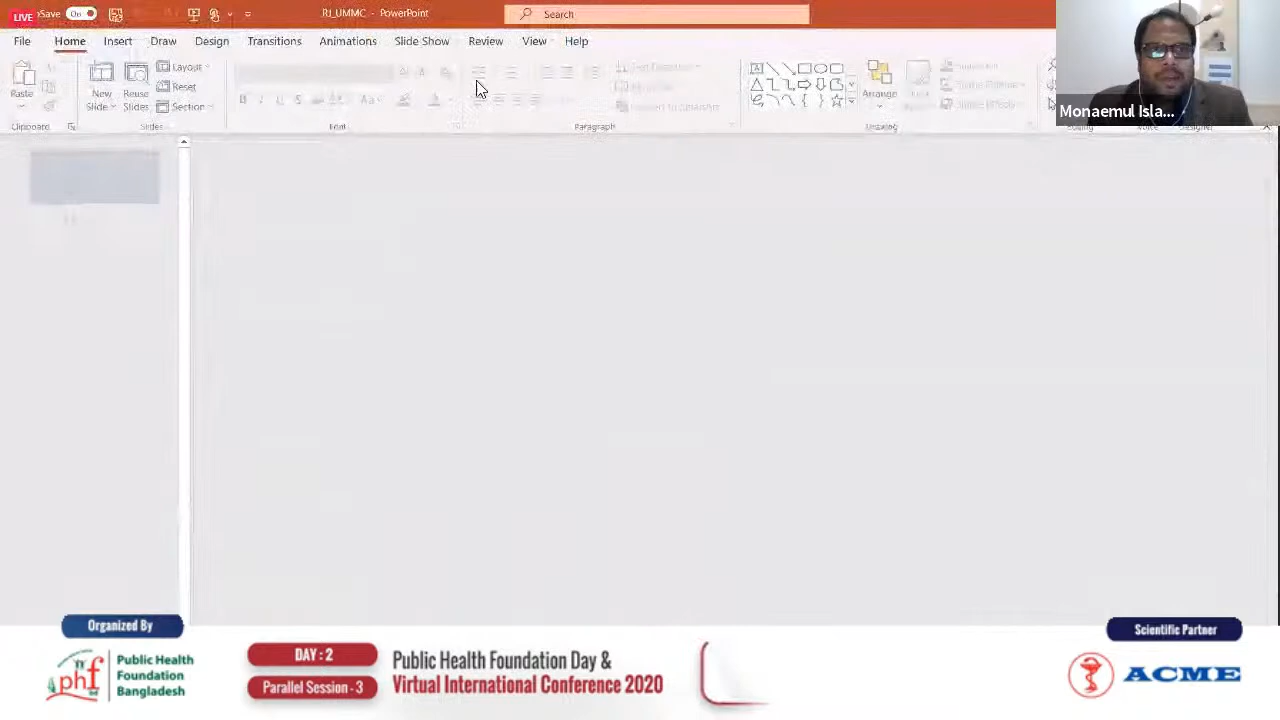 LIVE
Save On
RI_UMMC - PowerPoint
Search
File Home Insert Draw Design Transitions Animations Slide Show Review View Help
Paste
New Slide
Reuse Slides
Layout
Reset
Section
Aa
Arrange
Clipboard
Slides
Font
Paragraph
Drawing
Monaemul Isla...
Organized By
phf
Public Health
Foundation
Bangladesh
DAY : 2
Parallel Session - 3
Public Health Foundation Day &
Virtual International Conference 2020
Scientific Partner
ACME